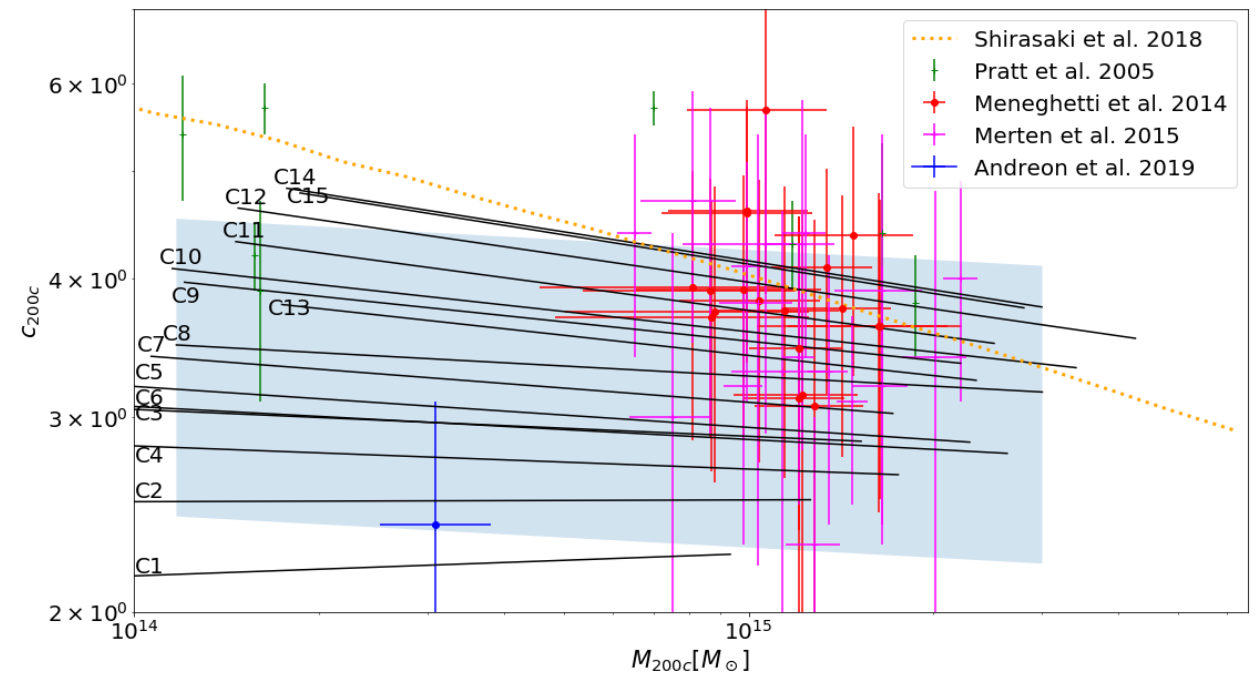 Shirasaki et al. 2018
Pratt et al. 2005
Meneghetti et al. 2014
Merten et al. 2015
Andreon et al. 2019
6 × 10⁰
4 × 10⁰
3 × 10⁰
2 × 10⁰
c₂₀₀c
C14
C15
C12
C11
C10
C9
C13
C8
C7
C5
C6
C3
C4
C2
C1
10¹⁴
10¹⁵
M₂₀₀c[M⊙]